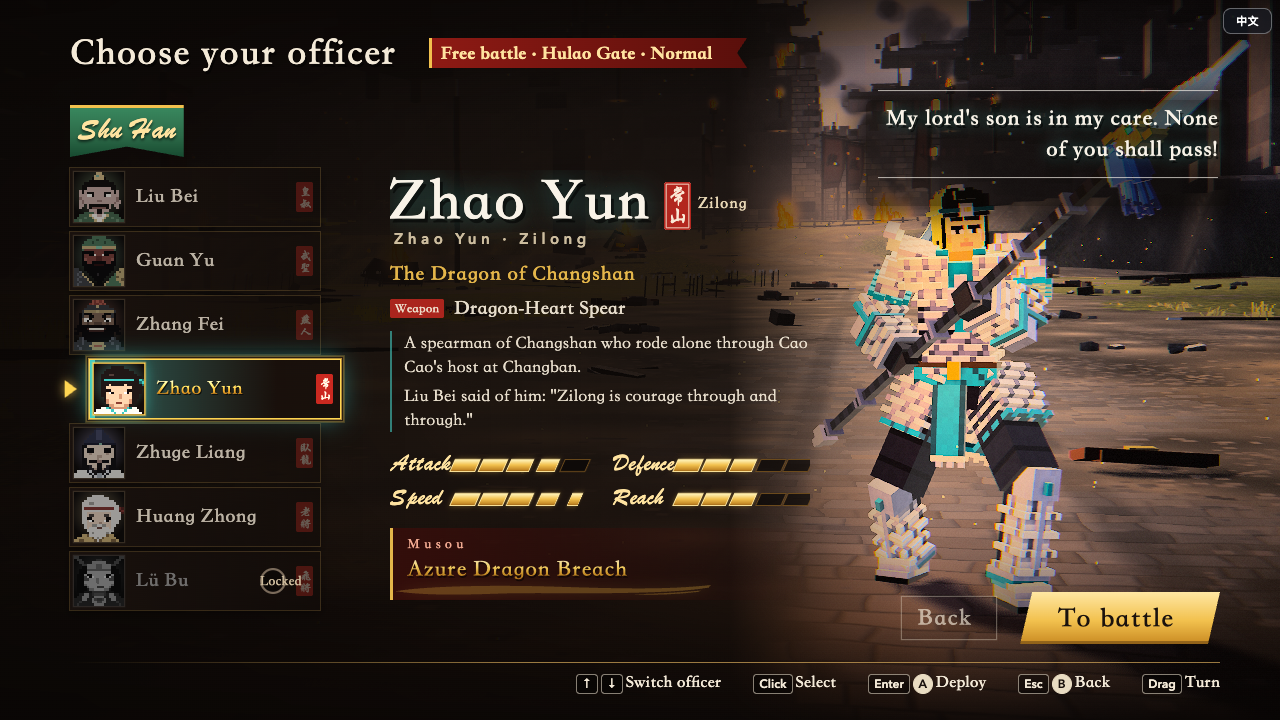 中文
Choose your officer
Free battle · Hulao Gate · Normal
My lord's son is in my care. None
of you shall pass!
Shu Han
Liu Bei
Guan Yu
Zhang Fei
Zhao Yun
常山
Zhuge Liang
Huang Zhong
老將
Lü Bu
Locked
Zhao Yun
常山
Zilong
Zhao Yun · Zilong
The Dragon of Changshan
Weapon
Dragon-Heart Spear
A spearman of Changshan who rode alone through Cao
Cao's host at Changban.
Liu Bei said of him: "Zilong is courage through and
through."
Attack
Defence
Speed
Reach
Musou
Azure Dragon Breach
Back
To battle
↑ ↓ Switch officer
Click Select
Enter A Deploy
Esc B Back
Drag Turn